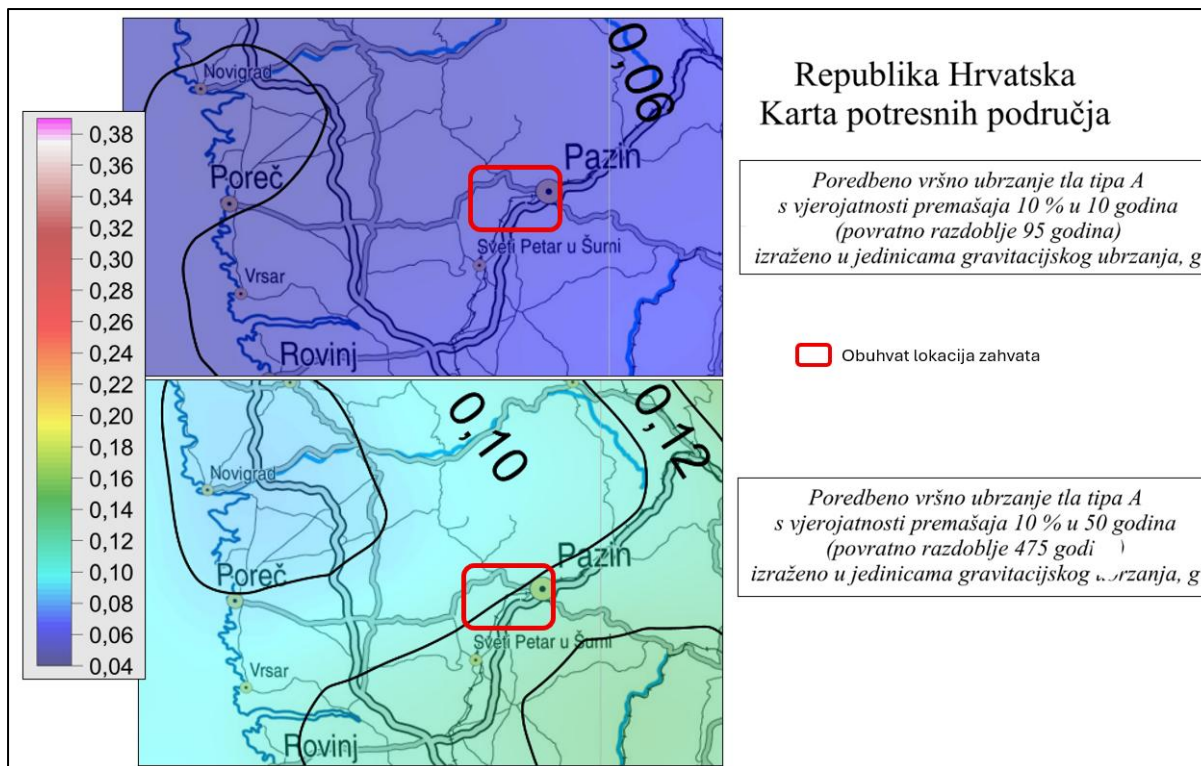 0,38
0,36
0,34
0,32
0,30
0,28
0,26
0,24
0,22
0,20
0,18
0,16
0,14
0,12
0,10
0,08
0,06
0,04
0,06
Novigrad
Pazin
Poreč
Sveti Petar u Šumi
Vrsar
Rovinj
0,10
0,12
Novigrad
Pazin
Poreč
Sveti Petar u Šumi
Vrsar
Rovinj
Republika Hrvatska
Karta potresnih područja
Poredbeno vršno ubrzanje tla tipa A
s vjerojatnosti premašaja 10 % u 10 godina
(povratno razdoblje 95 godina)
izraženo u jedinicama gravitacijskog ubrzanja, g
Obuhvat lokacija zahvata
Poredbeno vršno ubrzanje tla tipa A
s vjerojatnosti premašaja 10 % u 50 godina
(povratno razdoblje 475 godi )
izraženo u jedinicama gravitacijskog ubrzanja, g